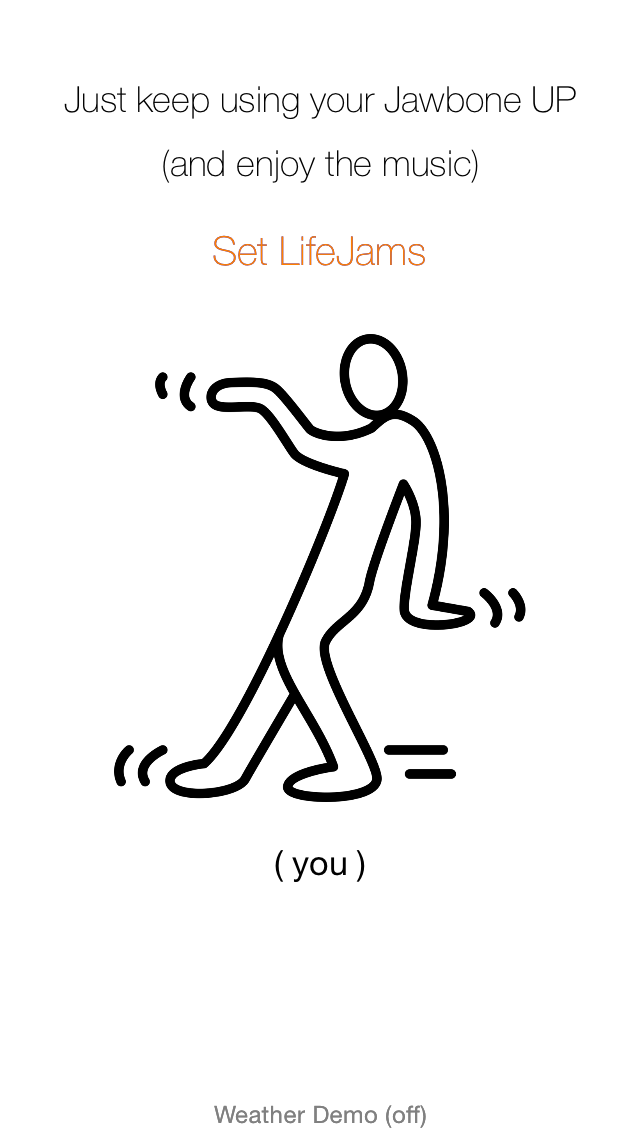 Just keep using your Jawbone UP
(and enjoy the music)
Set LifeJams
( you )
Weather Demo (off)